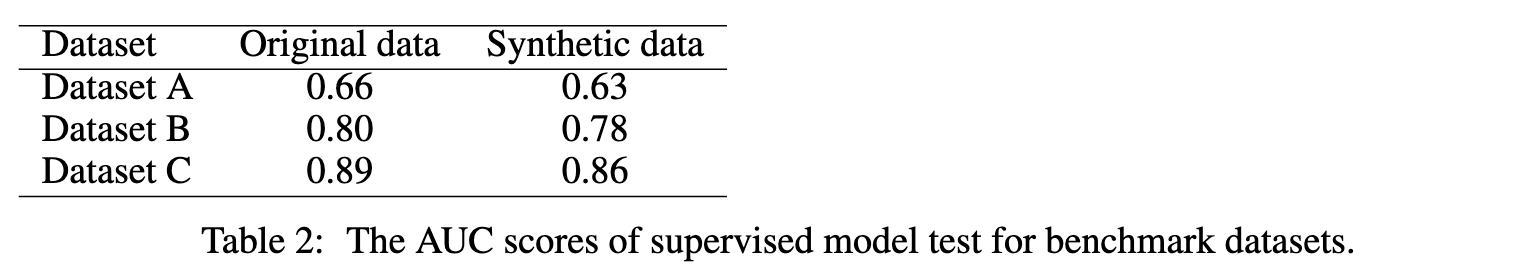 Dataset Original data Synthetic data
Dataset A 0.66 0.63
Dataset B 0.80 0.78
Dataset C 0.89 0.86
Table 2: The AUC scores of supervised model test for benchmark datasets.